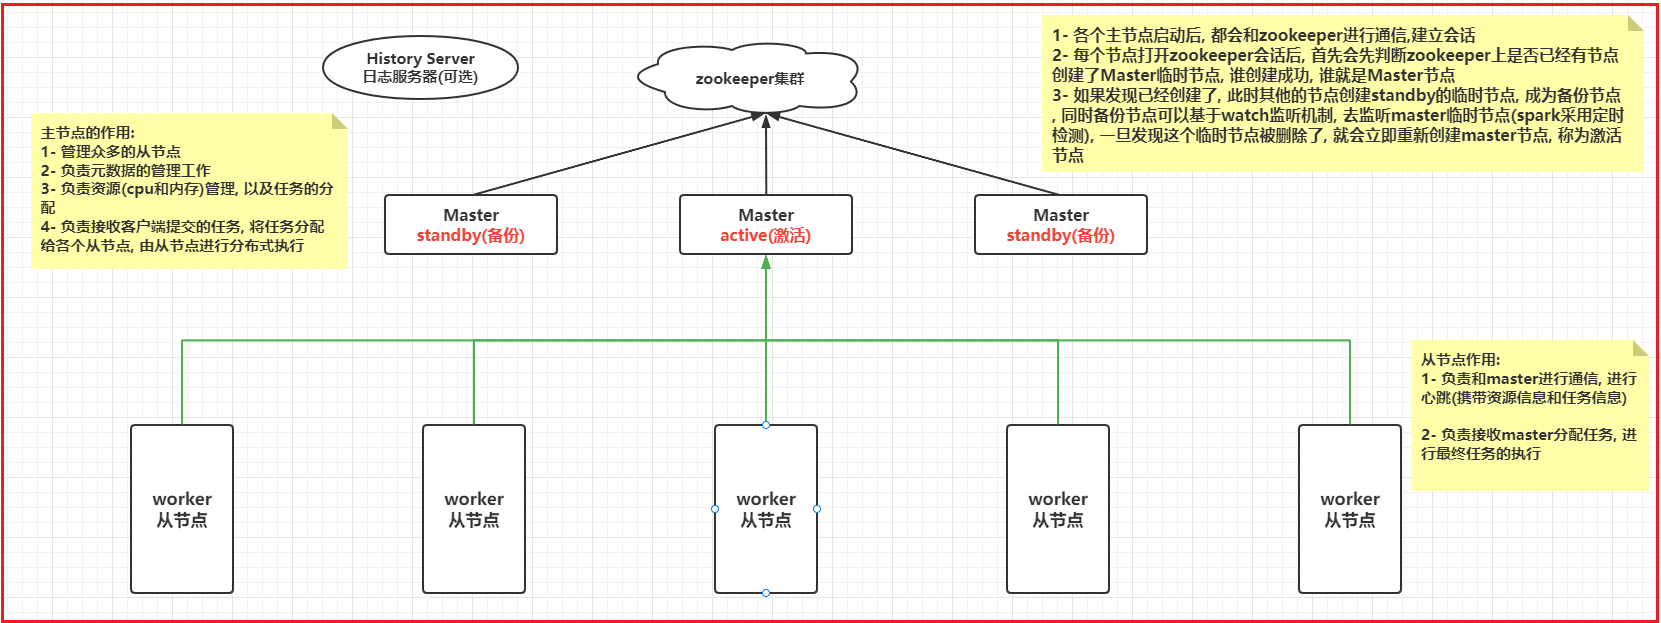 History Server
日志服务器(可选)
zookeeper集群
1- 各个主节点启动后, 都会和zookeeper进行通信,建立会话
2- 每个节点打开zookeeper会话后, 首先会先判断zookeeper上是否已经有节点
创建了Master临时节点, 谁创建成功, 谁就是Master节点
3- 如果发现已经创建了, 此时其他的节点创建standby的临时节点, 成为备份节点
, 同时备份节点可以基于watch监听机制, 去监听master临时节点(spark采用定时
检测), 一旦发现这个临时节点被删除了, 就会立即重新创建master节点, 称为激活
节点
主节点的作用:
1- 管理众多的从节点
2- 负责元数据的管理工作
3- 负责资源(cpu和内存)管理, 以及任务的分
配
4- 负责接收客户端提交的任务, 将任务分配
给各个从节点, 由从节点进行分布式执行
Master
standby(备份)
Master
active(激活)
Master
standby(备份)
从节点作用:
1- 负责和master进行通信, 进行
心跳(携带资源信息和任务信息)
2- 负责接收master分配任务, 进
行最终任务的执行
worker
从节点
worker
从节点
worker
从节点
worker
从节点
worker
从节点